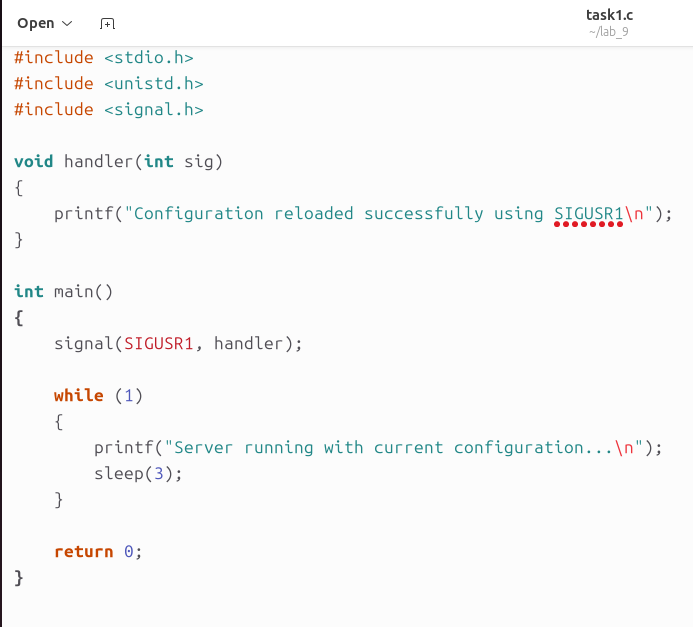 Open
task1.c
~/lab_9
#include <stdio.h>
#include <unistd.h>
#include <signal.h>

void handler(int sig)
{
    printf("Configuration reloaded successfully using SIGUSR1\n");
}

int main()
{
    signal(SIGUSR1, handler);

    while (1)
    {
        printf("Server running with current configuration...\n");
        sleep(3);
    }

    return 0;
}